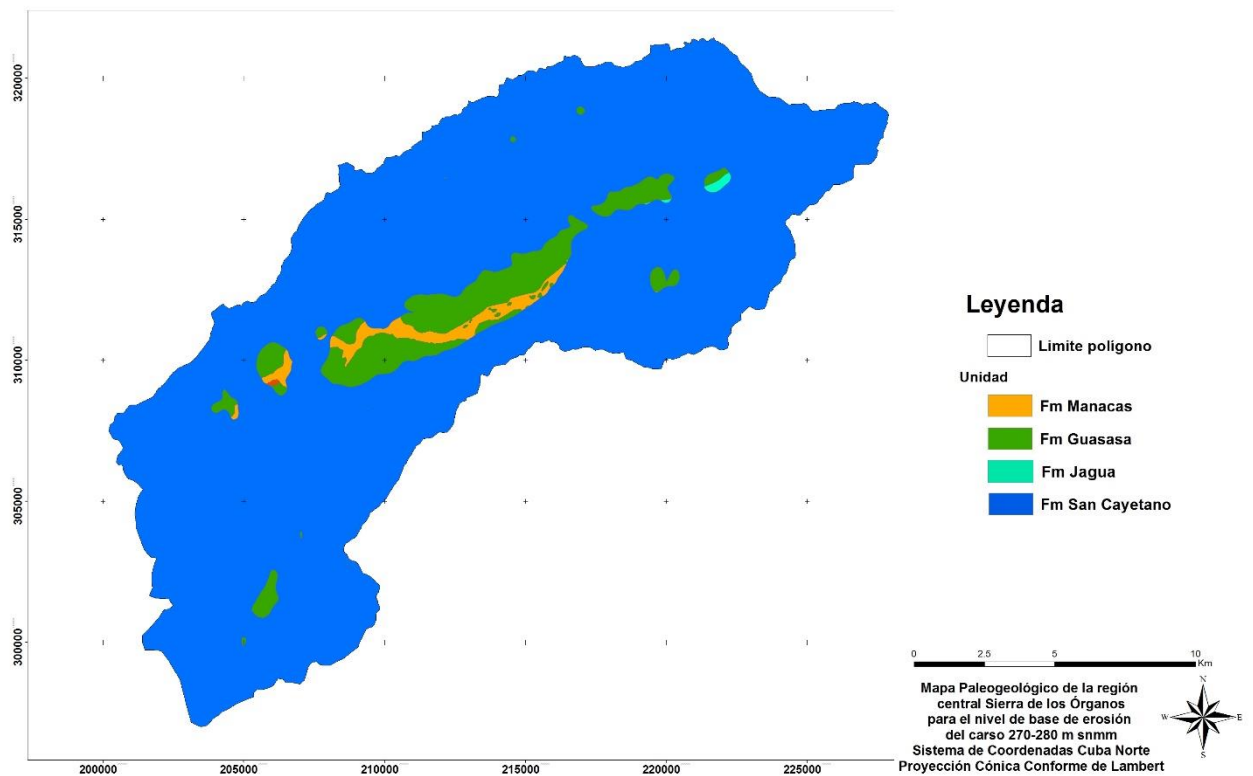 320000
315000
310000
305000
300000
200000
205000
210000
215000
220000
225000
Leyenda
Limite polígono
Unidad
Fm Manacas
Fm Guasasa
Fm Jagua
Fm San Cayetano
0 2.5 5 10
Km
Mapa Paleogeológico de la región
central Sierra de los Órganos
para el nivel de base de erosión
del carso 270-280 m snmm
Sistema de Coordenadas Cuba Norte
Proyección Cónica Conforme de Lambert
N
W
E
S